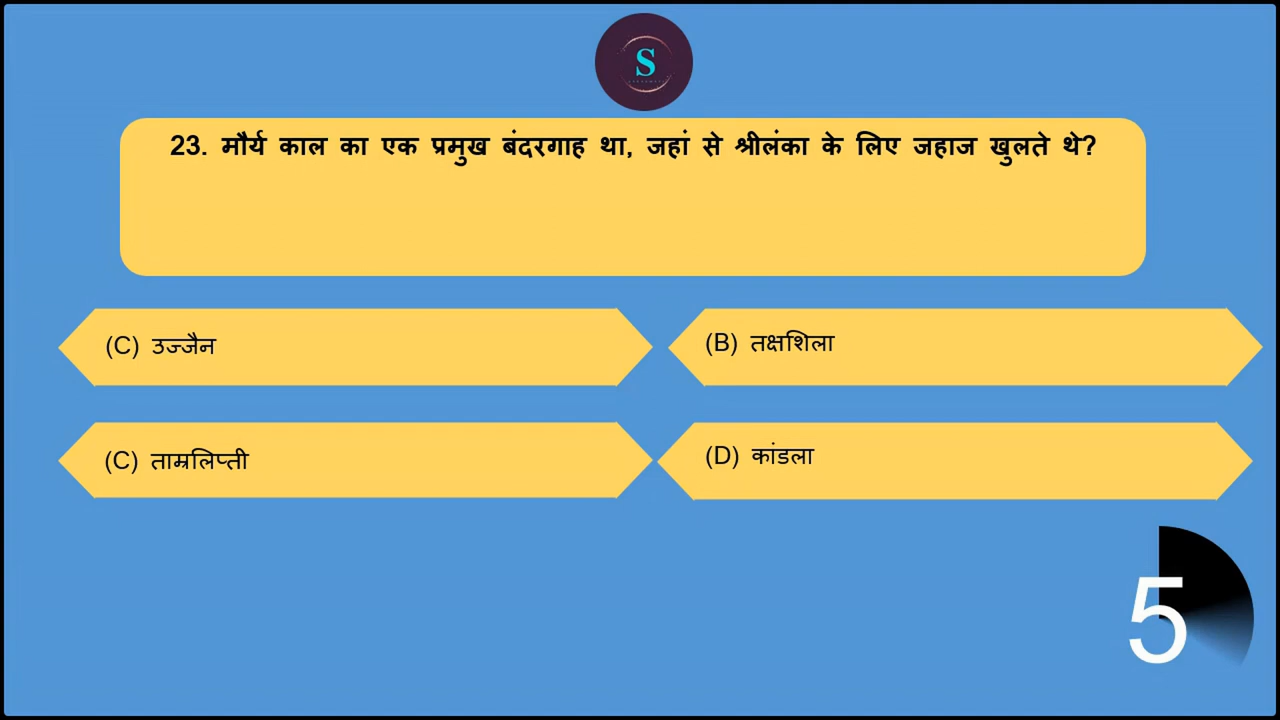 S
23. मौर्य काल का एक प्रमुख बंदरगाह था, जहां से श्रीलंका के लिए जहाज खुलते थे?
(C) उज्जैन
(B) तक्षशिला
(C) ताम्रलिप्ती
(D) कांडला
5